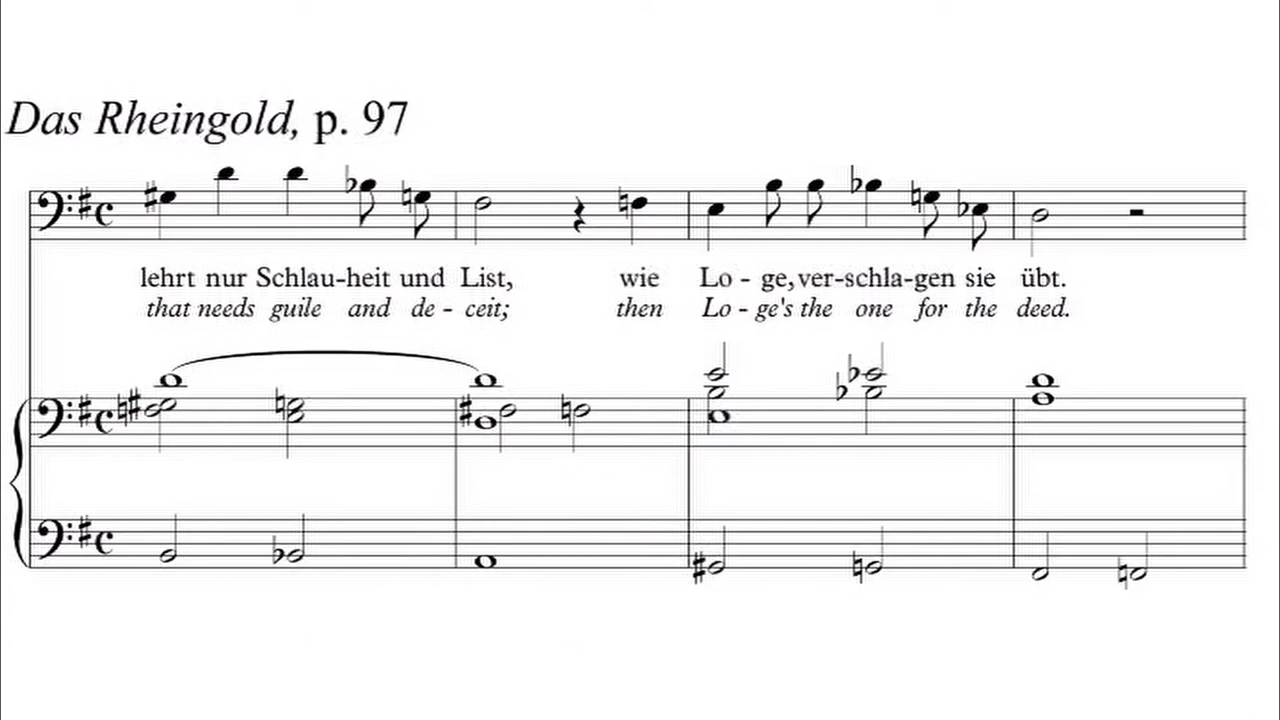 Das Rheingold, p. 97
lehrt nur Schlau-heit und List, wie Lo - ge, ver-schla-gen sie übt.
that needs guile and de - ceit; then Lo - ge's the one for the deed.